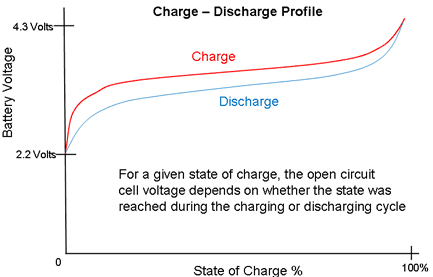 Charge – Discharge Profile
4.3 Volts
Charge
Battery Voltage
Discharge
2.2 Volts
For a given state of charge, the open circuit
cell voltage depends on whether the state was
reached during the charging or discharging cycle
0
100%
State of Charge %